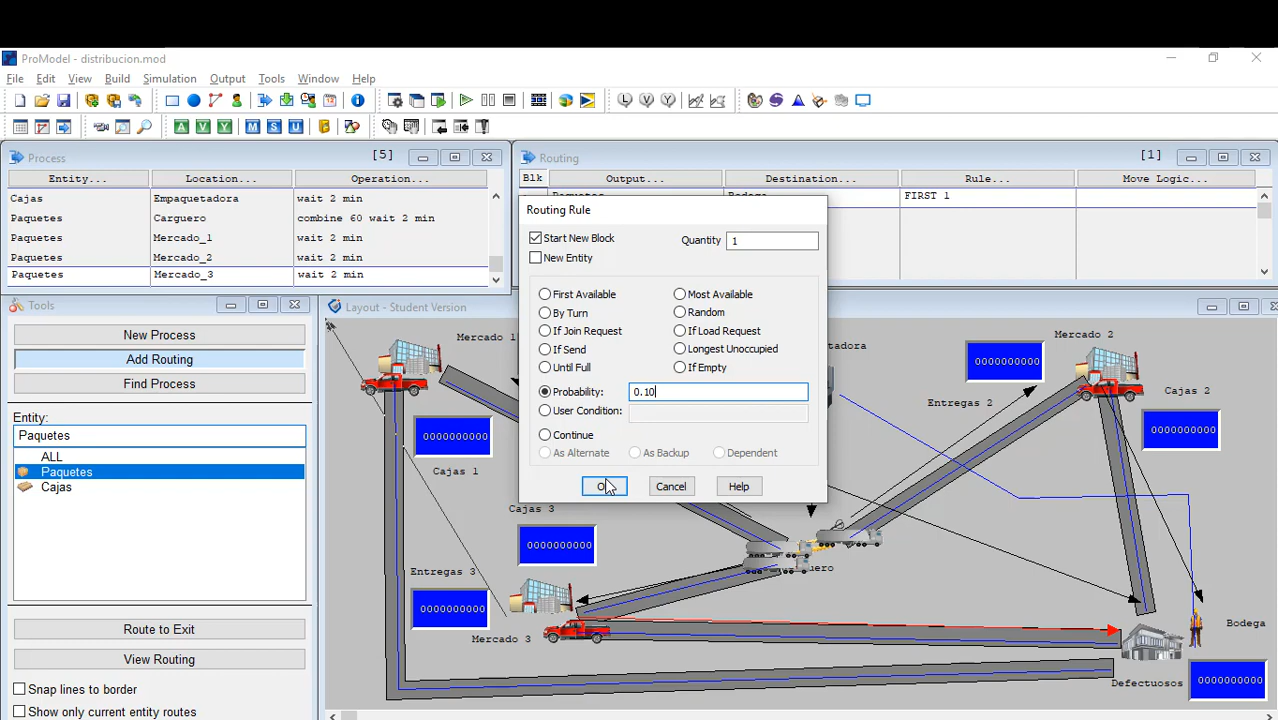 ProModel - distribucion.mod
File Edit View Build Simulation Output Tools Window Help
Process [5]
Entity... Location... Operation...
Cajas Empaquetadora wait 2 min
Paquetes Carguero combine 60 wait 2 min
Paquetes Mercado_1 wait 2 min
Paquetes Mercado_2 wait 2 min
Paquetes Mercado_3 wait 2 min
Routing [1]
Blk Output... Destination... Rule... Move Logic...
FIRST 1
Routing Rule
Start New Block
Quantity 1
New Entity
First Available
Most Available
By Turn
Random
If Join Request
If Load Request
If Send
Longest Unoccupied
Until Full
If Empty
Probability: 0.10
User Condition:
Continue
As Alternate As Backup Dependent
Cancel Help
Tools
New Process
Add Routing
Find Process
Entity:
Paquetes
ALL
Paquetes
Cajas
Route to Exit
View Routing
Snap lines to border
Show only current entity routes
Layout - Student Version
Mercado 1
tadora
Mercado 2
0000000000
Cajas 2
Entregas 2
0000000000
0000000000
Cajas 1
Cajas 3
0000000000
Entregas 3
uero
0000000000
Mercado 3
Bodega
Defectuosos
0000000000